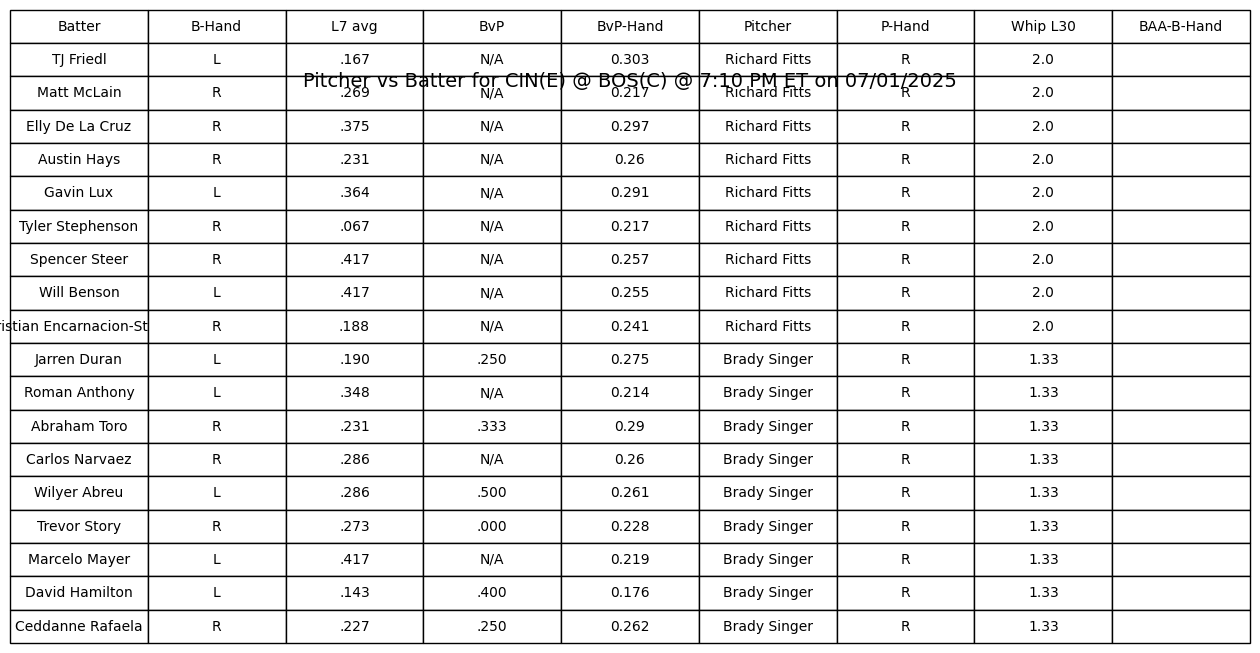 Batter B-Hand L7 avg BvP BvP-Hand Pitcher P-Hand Whip L30 BAA-B-Hand
TJ Friedl L .167 N/A 0.303 Richard Fitts R 2.0
Pitcher vs Batter for CIN(E) @ BOS(C) @ 7:10 PM ET on 07/01/2025
Matt McLain R .269 N/A 0.217 Richard Fitts R 2.0
Elly De La Cruz R .375 N/A 0.297 Richard Fitts R 2.0
Austin Hays R .231 N/A 0.26 Richard Fitts R 2.0
Gavin Lux L .364 N/A 0.291 Richard Fitts R 2.0
Tyler Stephenson R .067 N/A 0.217 Richard Fitts R 2.0
Spencer Steer R .417 N/A 0.257 Richard Fitts R 2.0
Will Benson L .417 N/A 0.255 Richard Fitts R 2.0
istian Encarnacion-St R .188 N/A 0.241 Richard Fitts R 2.0
Jarren Duran L .190 .250 0.275 Brady Singer R 1.33
Roman Anthony L .348 N/A 0.214 Brady Singer R 1.33
Abraham Toro R .231 .333 0.29 Brady Singer R 1.33
Carlos Narvaez R .286 N/A 0.26 Brady Singer R 1.33
Wilyer Abreu L .286 .500 0.261 Brady Singer R 1.33
Trevor Story R .273 .000 0.228 Brady Singer R 1.33
Marcelo Mayer L .417 N/A 0.219 Brady Singer R 1.33
David Hamilton L .143 .400 0.176 Brady Singer R 1.33
Ceddanne Rafaela R .227 .250 0.262 Brady Singer R 1.33